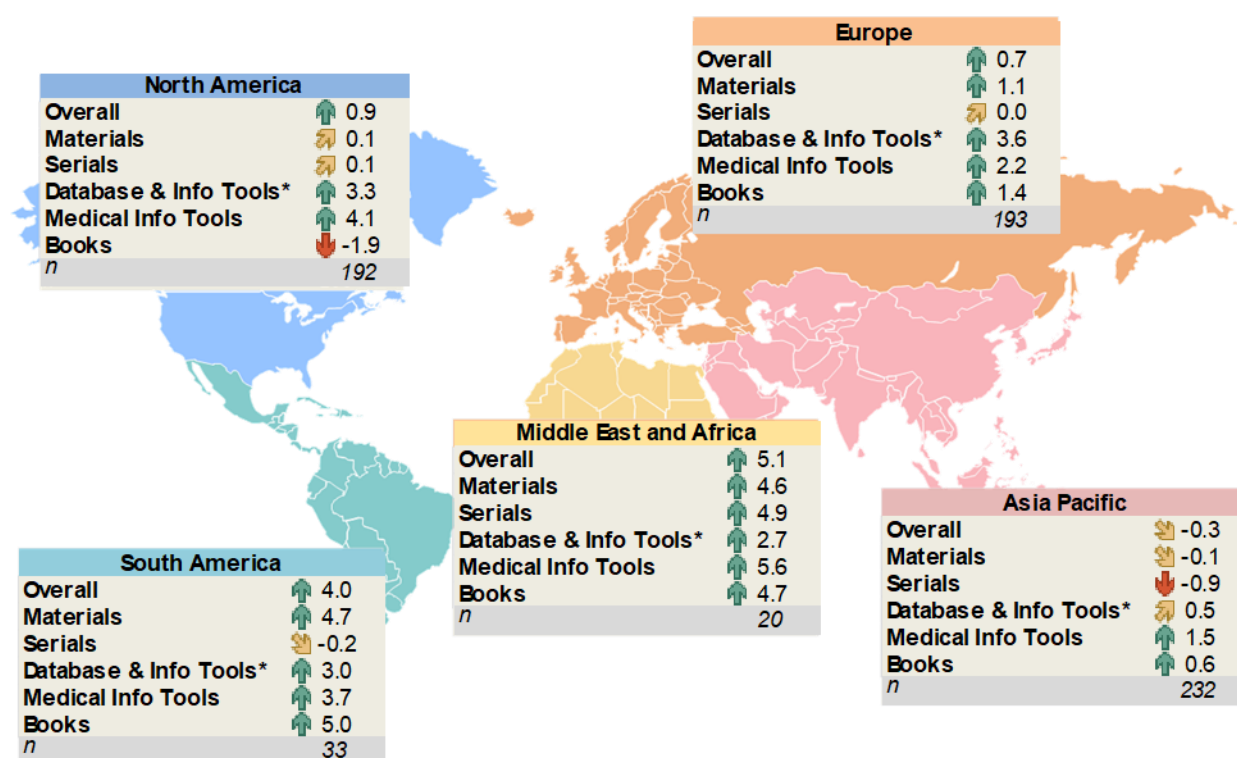 North America
Overall 0.9
Materials 0.1
Serials 0.1
Database & Info Tools* 3.3
Medical Info Tools 4.1
Books -1.9
n 192
Europe
Overall 0.7
Materials 1.1
Serials 0.0
Database & Info Tools* 3.6
Medical Info Tools 2.2
Books 1.4
n 193
South America
Overall 4.0
Materials 4.7
Serials -0.2
Database & Info Tools* 3.0
Medical Info Tools 3.7
Books 5.0
n 33
Middle East and Africa
Overall 5.1
Materials 4.6
Serials 4.9
Database & Info Tools* 2.7
Medical Info Tools 5.6
Books 4.7
n 20
Asia Pacific
Overall -0.3
Materials -0.1
Serials -0.9
Database & Info Tools* 0.5
Medical Info Tools 1.5
Books 0.6
n 232